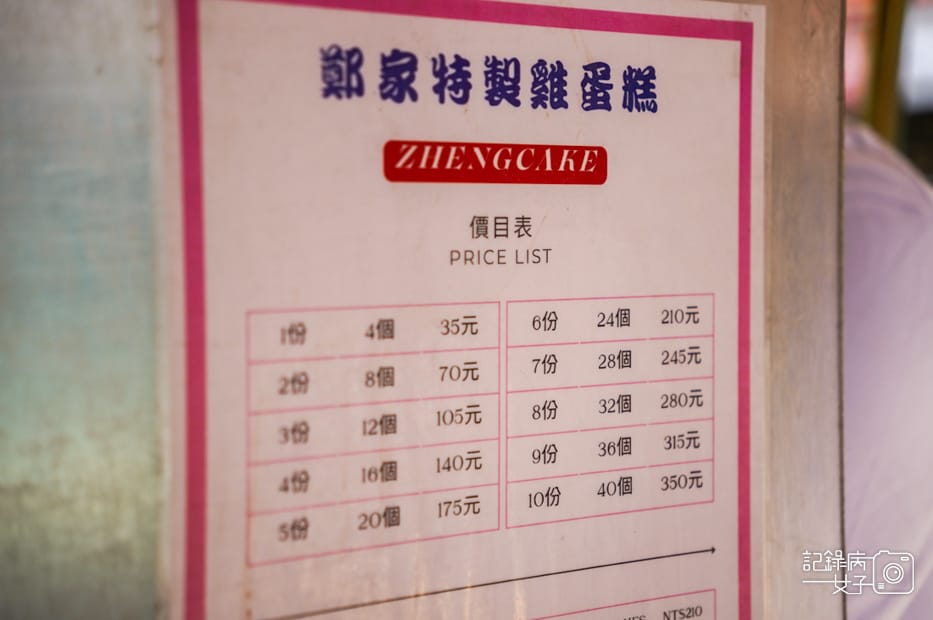 鄭家特製雞蛋糕
ZHENGCAKE
價目表
PRICE LIST
1份 4個 35元
2份 8個 70元
3份 12個 105元
4份 16個 140元
5份 20個 175元
6份 24個 210元
7份 28個 245元
8份 32個 280元
9份 36個 315元
10份 40個 350元
NT$210
記錄病
女子